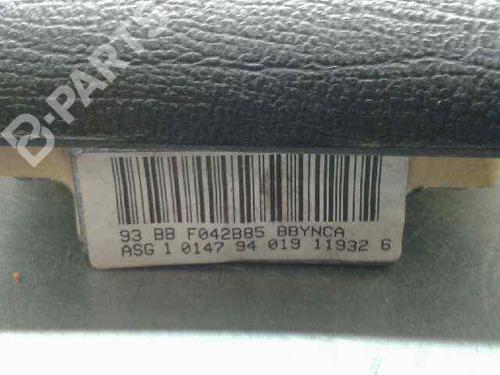 B-PARTS
93 BB F042B85 BBYNCA
ASG 1 0147 94 019 11932 6